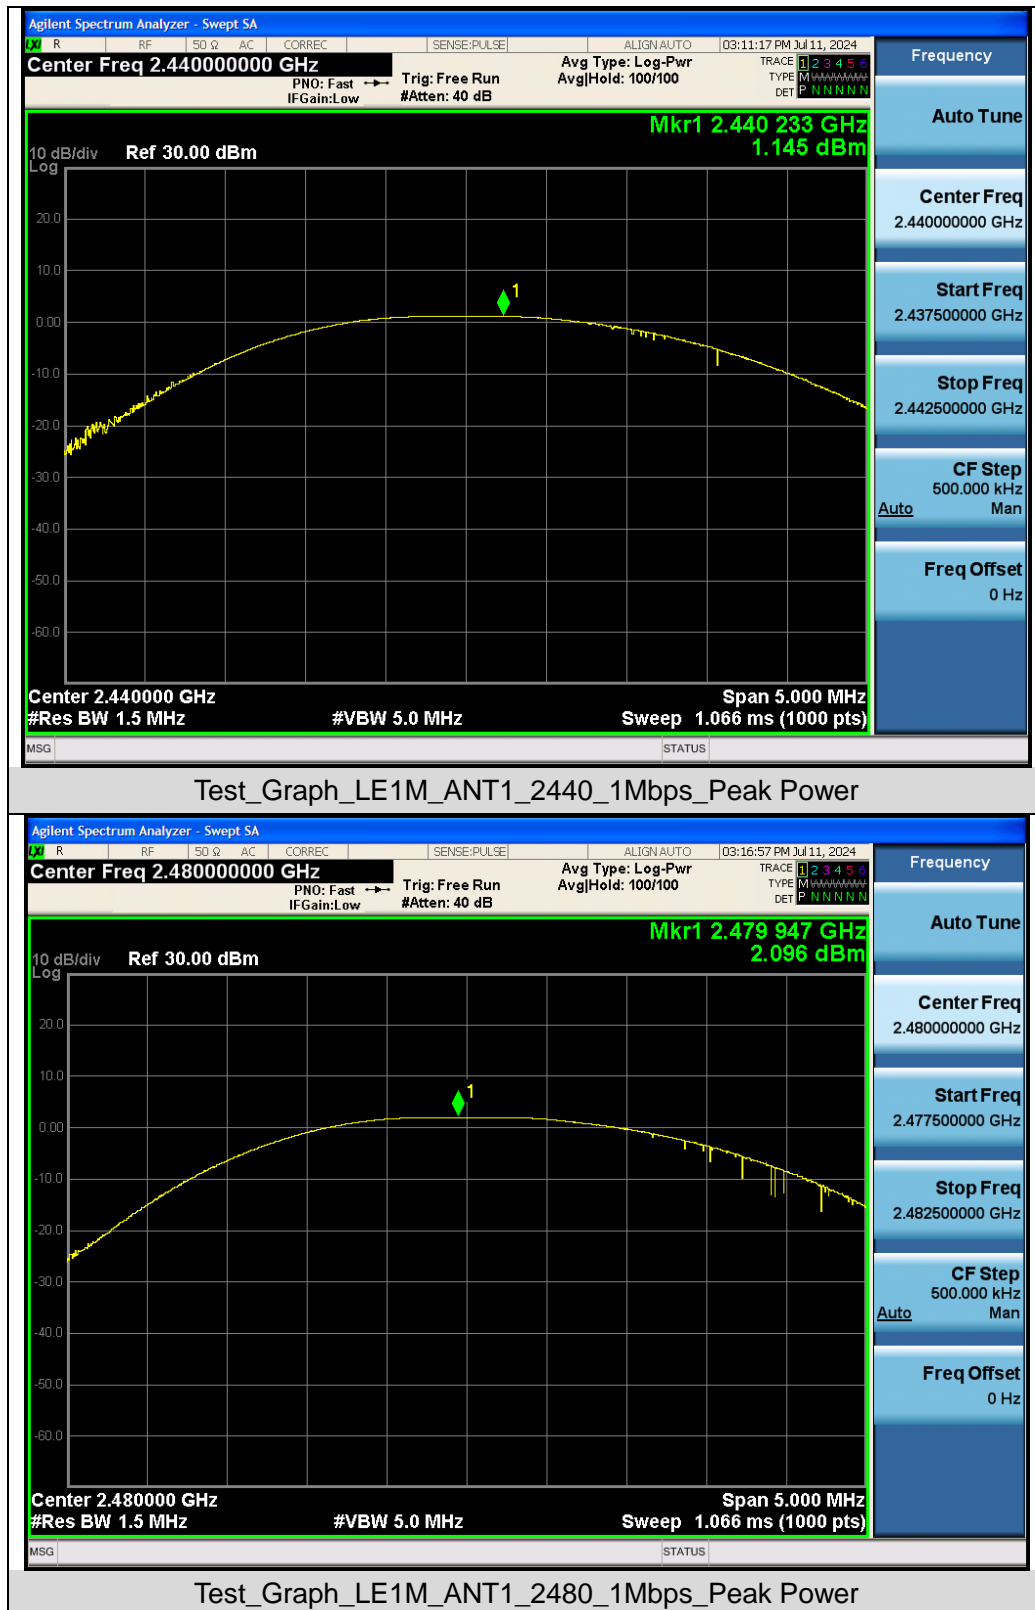 Agilent Spectrum Analyzer - Swept SA
LXI R RF 50 Ω AC CORREC SENSE:PULSE ALIGN AUTO 03:11:17 PM Jul 11, 2024
Center Freq 2.440000000 GHz
PNO: Fast
IFGain:Low
Trig: Free Run
#Atten: 40 dB
Avg Type: Log-Pwr
Avg|Hold: 100/100
TRACE 1 2 3 4 5 6
TYPE M
DET P N N N N N
Frequency
Auto Tune
Mkr1 2.440 233 GHz
1.145 dBm
10 dB/div Ref 30.00 dBm
Log
20.0
10.0
0.00
-10.0
-20.0
-30.0
-40.0
-50.0
-60.0
1
Center Freq
2.440000000 GHz
Start Freq
2.437500000 GHz
Stop Freq
2.442500000 GHz
CF Step
500.000 kHz
Auto Man
Freq Offset
0 Hz
Center 2.440000 GHz Span 5.000 MHz
#Res BW 1.5 MHz #VBW 5.0 MHz Sweep 1.066 ms (1000 pts)
MSG STATUS
Test_Graph_LE1M_ANT1_2440_1Mbps_Peak Power
Agilent Spectrum Analyzer - Swept SA
LXI R RF 50 Ω AC CORREC SENSE:PULSE ALIGN AUTO 03:16:57 PM Jul 11, 2024
Center Freq 2.480000000 GHz
PNO: Fast
IFGain:Low
Trig: Free Run
#Atten: 40 dB
Avg Type: Log-Pwr
Avg|Hold: 100/100
TRACE 1 2 3 4 5 6
TYPE M
DET P N N N N N
Frequency
Auto Tune
Mkr1 2.479 947 GHz
2.096 dBm
10 dB/div Ref 30.00 dBm
Log
20.0
10.0
0.00
-10.0
-20.0
-30.0
-40.0
-50.0
-60.0
1
Center Freq
2.480000000 GHz
Start Freq
2.477500000 GHz
Stop Freq
2.482500000 GHz
CF Step
500.000 kHz
Auto Man
Freq Offset
0 Hz
Center 2.480000 GHz Span 5.000 MHz
#Res BW 1.5 MHz #VBW 5.0 MHz Sweep 1.066 ms (1000 pts)
MSG STATUS
Test_Graph_LE1M_ANT1_2480_1Mbps_Peak Power